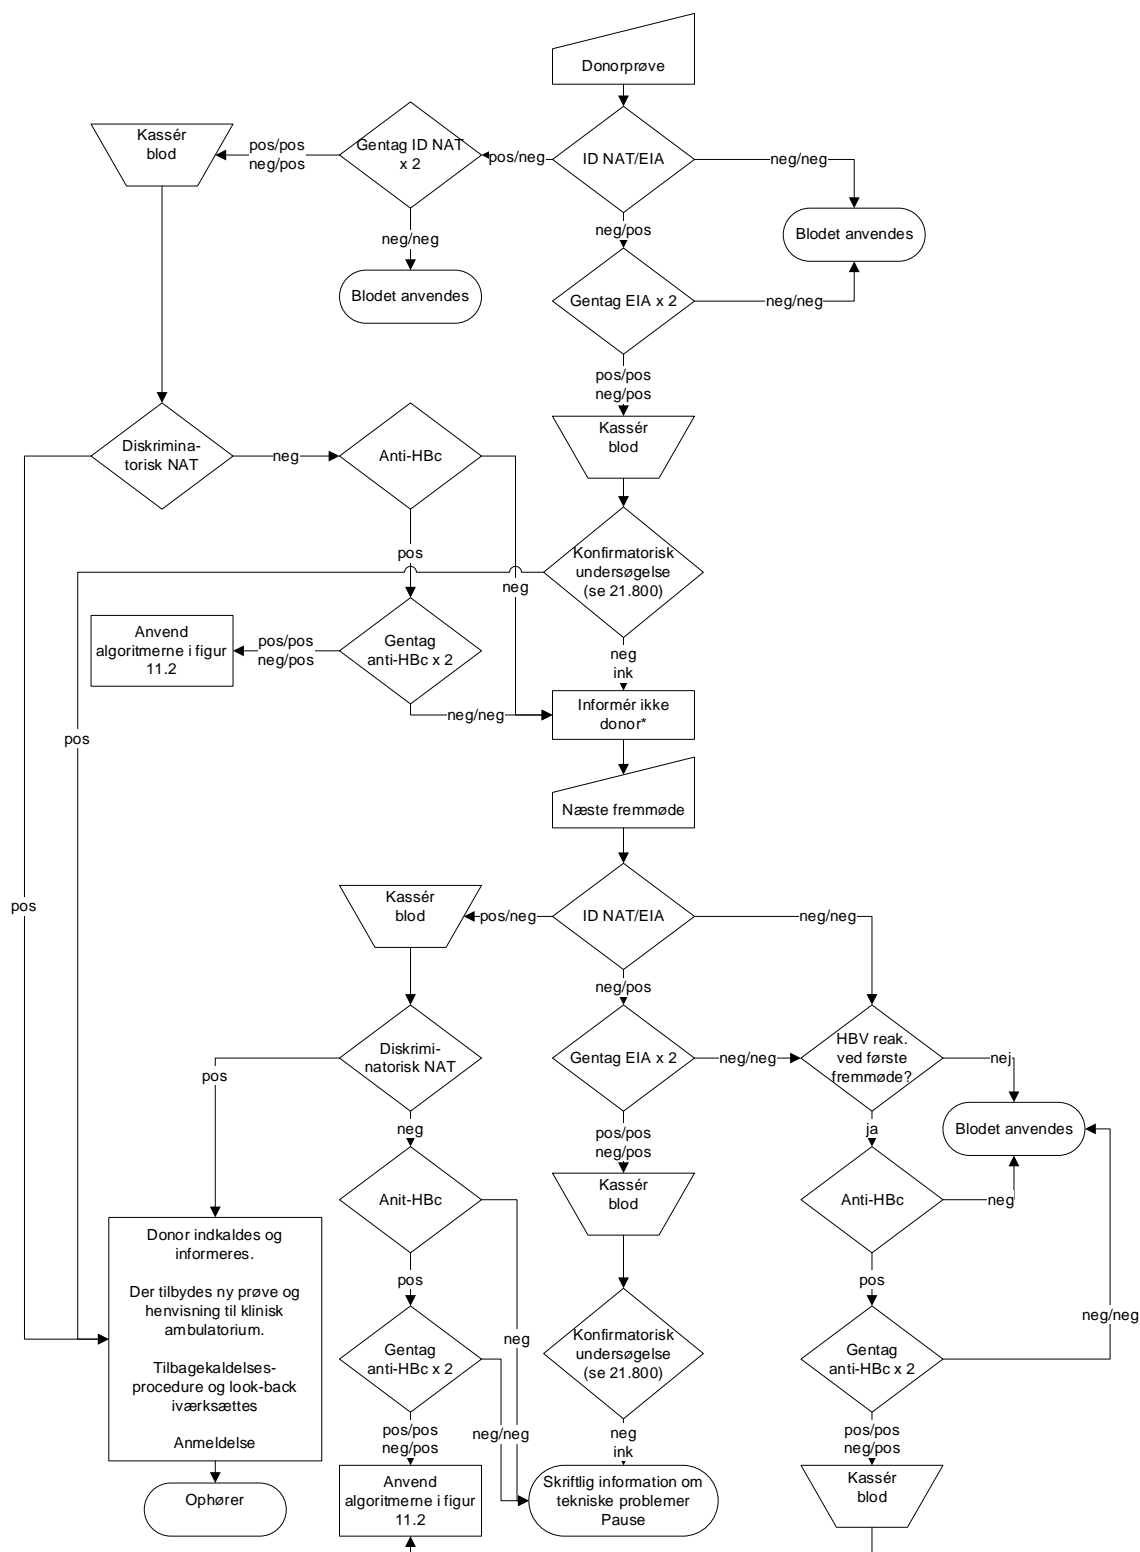 Donorprøve
Kassér
blod
pos/pos
neg/pos
Gentag ID NAT
x 2
pos/neg
ID NAT/EIA
neg/neg
neg/neg
neg/pos
Blodet anvendes
Blodet anvendes
Gentag EIA x 2
neg/neg
pos/pos
neg/pos
Kassér
blod
Diskrimina-
torisk NAT
neg
Anti-HBc
pos
neg
Konfirmatorisk
undersøgelse
(se 21.800)
Anvend
algoritmerne i figur
11.2
pos/pos
neg/pos
Gentag
anti-HBc x 2
neg
ink
neg/neg
Informér ikke
donor*
pos
Næste fremmøde
pos
Kassér
blod
pos/neg
ID NAT/EIA
neg/neg
neg/pos
Diskrimi-
natorisk NAT
pos
neg
Gentag EIA x 2
neg/neg
HBV reak.
ved første
fremmøde?
nej
ja
Blodet anvendes
pos/pos
neg/pos
Anit-HBc
Kassér
blod
Anti-HBc
neg
Donor indkaldes og
informeres.
Der tilbydes ny prøve og
henvisning til klinisk
ambulatorium.
Tilbagekaldelses-
procedure og look-back
iværksættes
Anmeldelse
pos
neg
pos
neg/neg
Gentag
anti-HBc x 2
Konfirmatorisk
undersøgelse
(se 21.800)
Gentag
anti-HBc x 2
pos/pos
neg/pos
neg/neg
neg
ink
pos/pos
neg/pos
Ophører
Anvend
algoritmerne i figur
11.2
Skriftlig information om
tekniske problemer
Pause
Kassér
blod